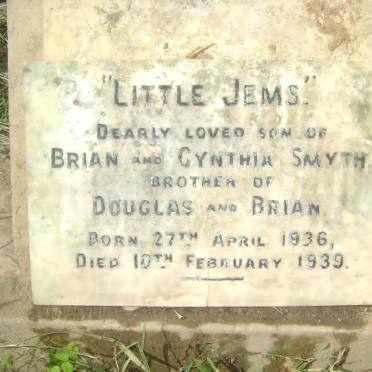 "LITTLE JEMS."
DEARLY LOVED SON OF
BRIAN AND CYNTHIA SMYTH
BROTHER OF
DOUGLAS AND BRIAN
BORN 27TH APRIL 1936,
DIED 10TH FEBRUARY 1939.